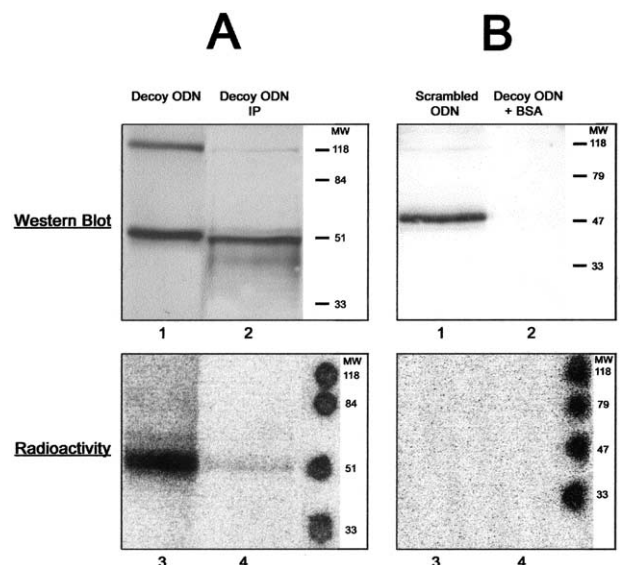 A
B
Decoy ODN
Decoy ODN
IP
Scrambled
ODN
Decoy ODN
+ BSA
Western Blot
MW
118
84
51
33
1
2
MW
118
79
47
33
1
2
Radioactivity
MW
118
84
51
33
3
4
MW
118
79
47
33
3
4